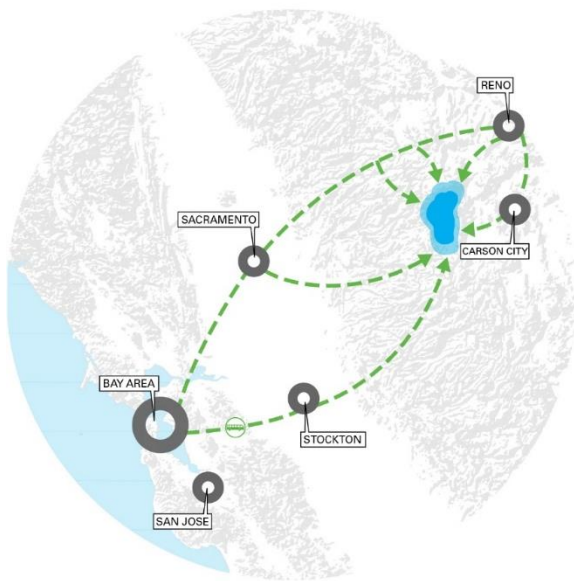 RENO
SACRAMENTO
CARSON CITY
BAY AREA
STOCKTON
SAN JOSE